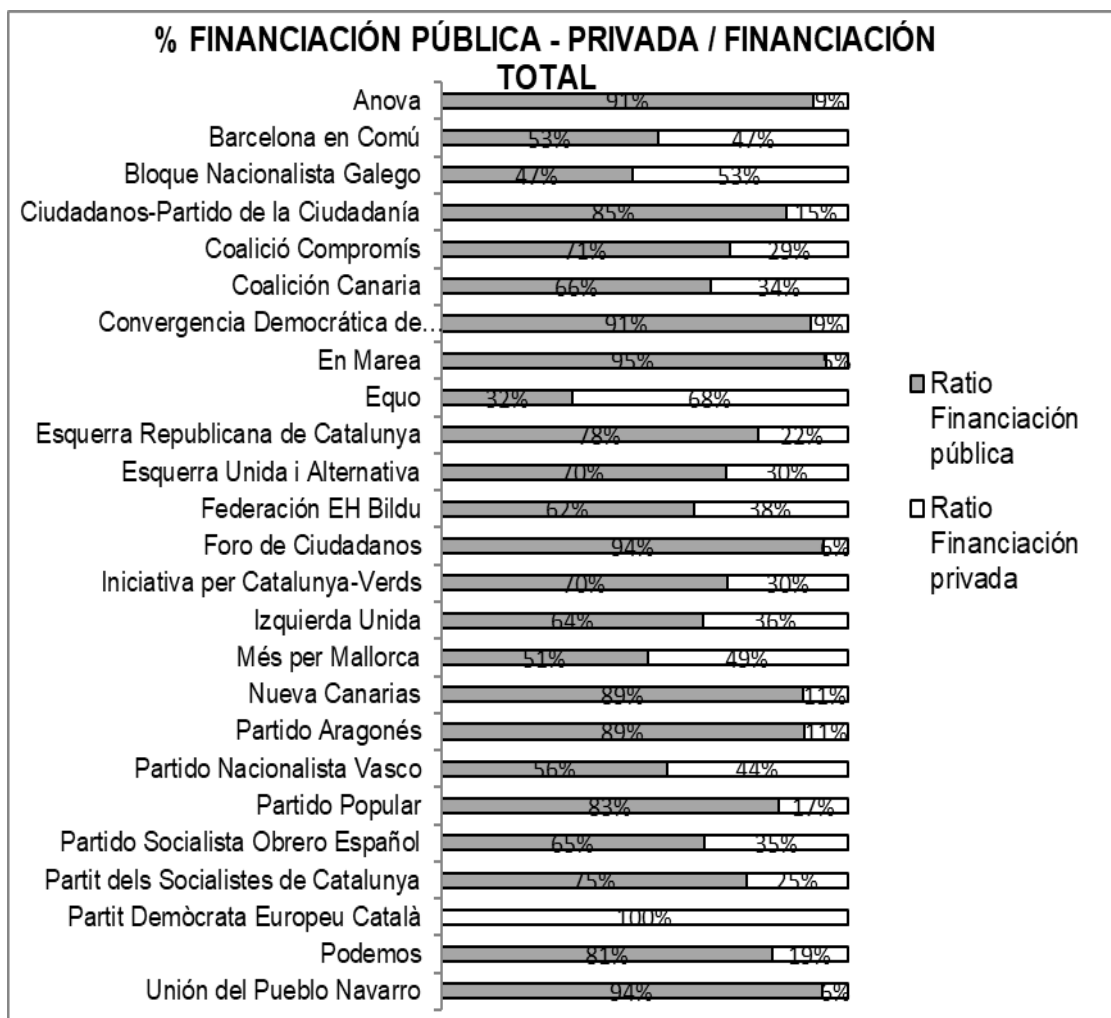 % FINANCIACIÓN PÚBLICA - PRIVADA / FINANCIACIÓN
TOTAL
Anova 91% 9%
Barcelona en Comú 53% 47%
Bloque Nacionalista Galego 47% 53%
Ciudadanos-Partido de la Ciudadanía 85% 15%
Coalició Compromís 71% 29%
Coalición Canaria 66% 34%
Convergencia Democrática de... 91% 9%
En Marea 95% 5%
Equo 32% 68%
Esquerra Republicana de Catalunya 78% 22%
Esquerra Unida i Alternativa 70% 30%
Federación EH Bildu 62% 38%
Foro de Ciudadanos 94% 6%
Iniciativa per Catalunya-Verds 70% 30%
Izquierda Unida 64% 36%
Més per Mallorca 51% 49%
Nueva Canarias 89% 11%
Partido Aragonés 89% 11%
Partido Nacionalista Vasco 56% 44%
Partido Popular 83% 17%
Partido Socialista Obrero Español 65% 35%
Partit dels Socialistes de Catalunya 75% 25%
Partit Demòcrata Europeu Català 100%
Podemos 81% 19%
Unión del Pueblo Navarro 94% 6%
Ratio
Financiación
pública
Ratio
Financiación
privada